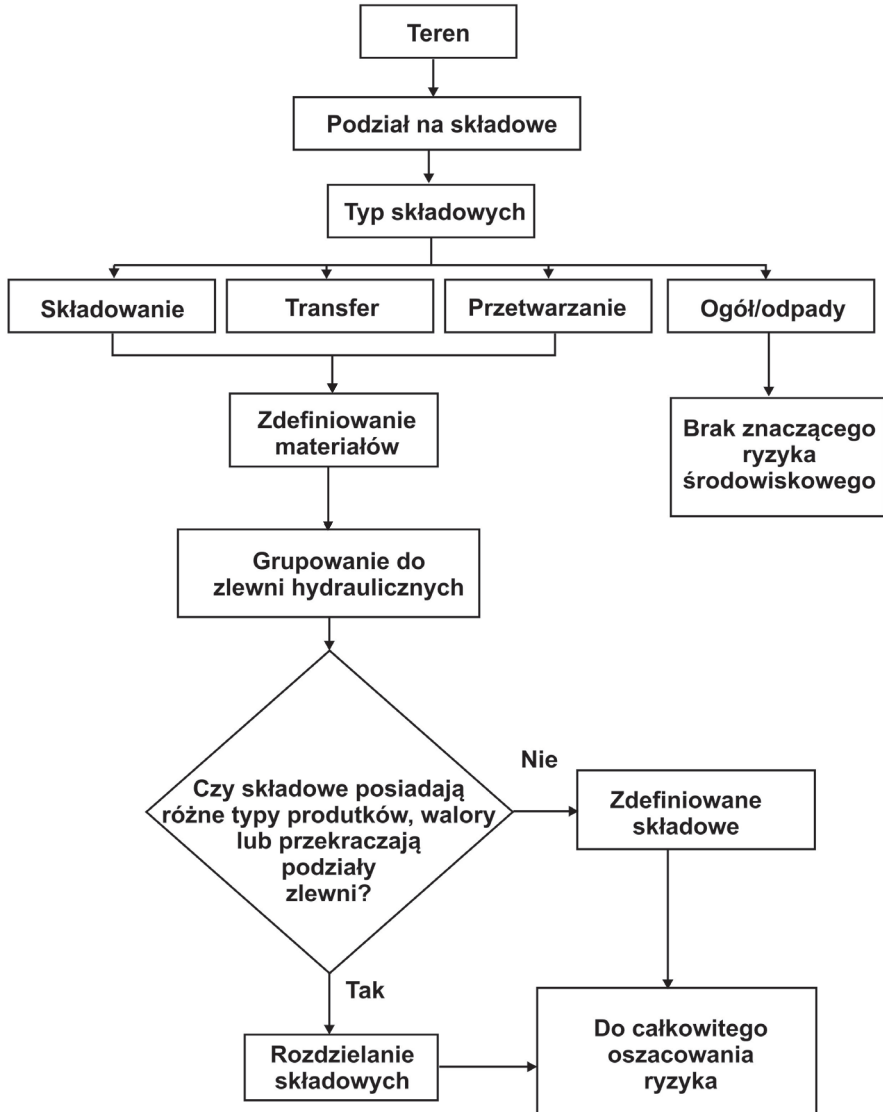 Teren
Podział na składowe
Typ składowych
Składowanie
Transfer
Przetwarzanie
Ogół/odpady
Zdefiniowanie
materiałów
Brak znaczącego
ryzyka
środowiskowego
Grupowanie do
zlewni hydraulicznych
Czy składowe posiadają
różne typy produtków, walory
lub przekraczają
podziały
zlewni?
Nie
Zdefiniowane
składowe
Tak
Rozdzielanie
składowych
Do całkowitego
oszacowania
ryzyka